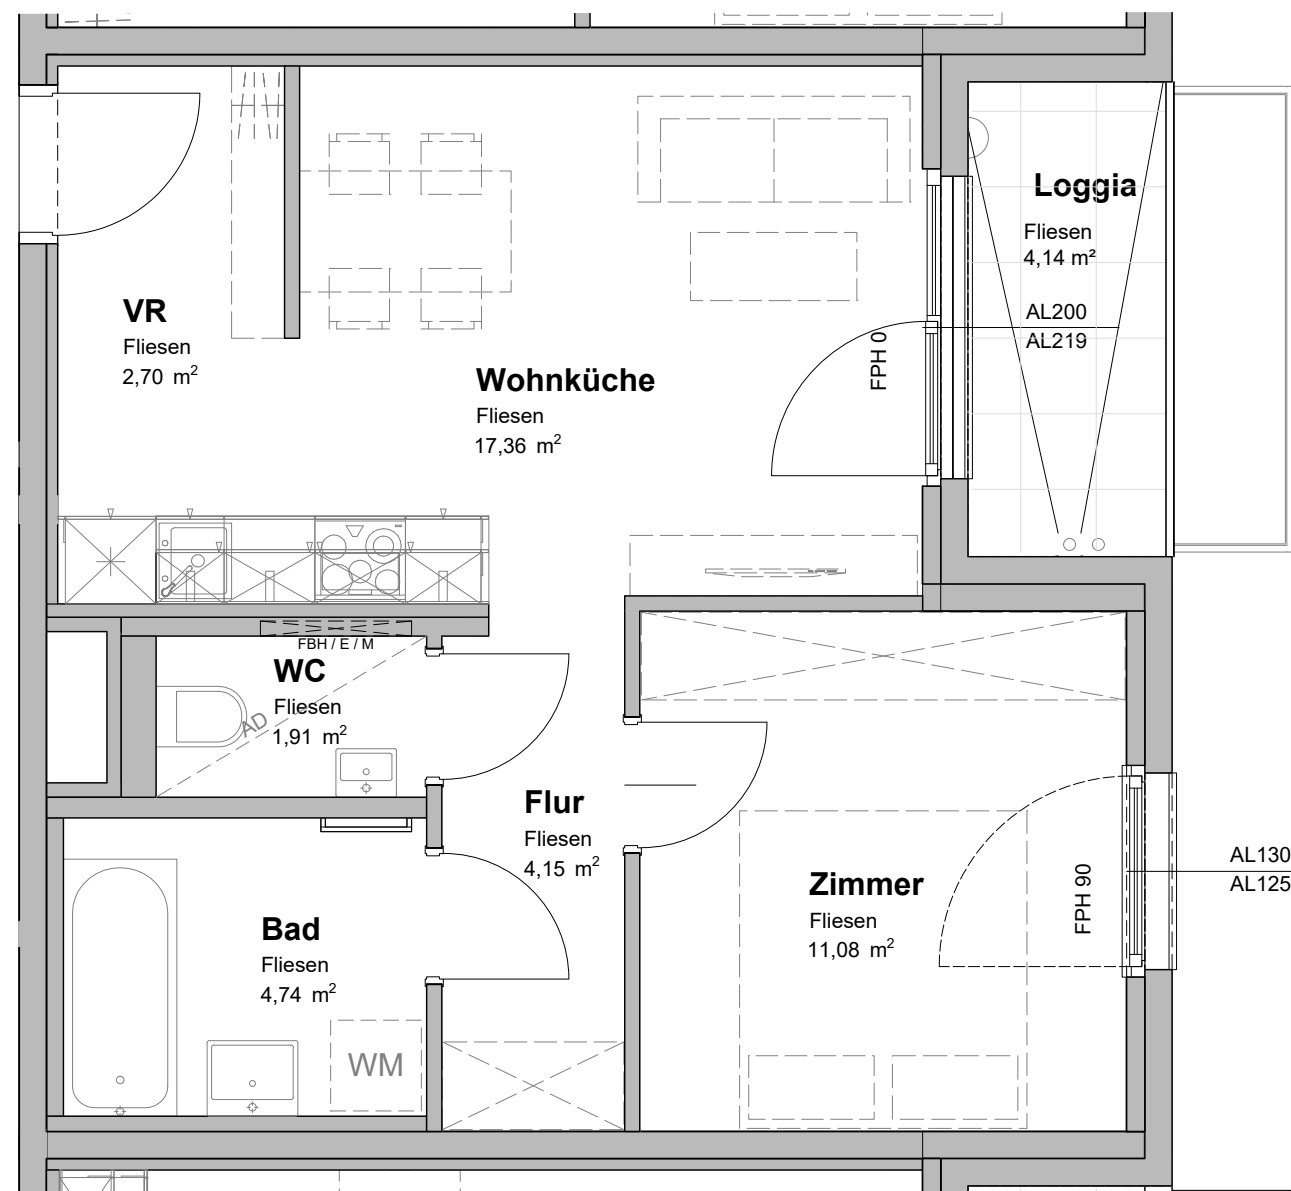 Loggia
Fliesen
4,14 m²
AL200
AL219
VR
Fliesen
2,70 m²
FPH 0
Wohnküche
Fliesen
17,36 m²
FBH / E / M
WC
Fliesen
1,91 m²
AD
Flur
Fliesen
4,15 m²
Zimmer
Fliesen
11,08 m²
FPH 90
AL130
AL125
Bad
Fliesen
4,74 m²
WM